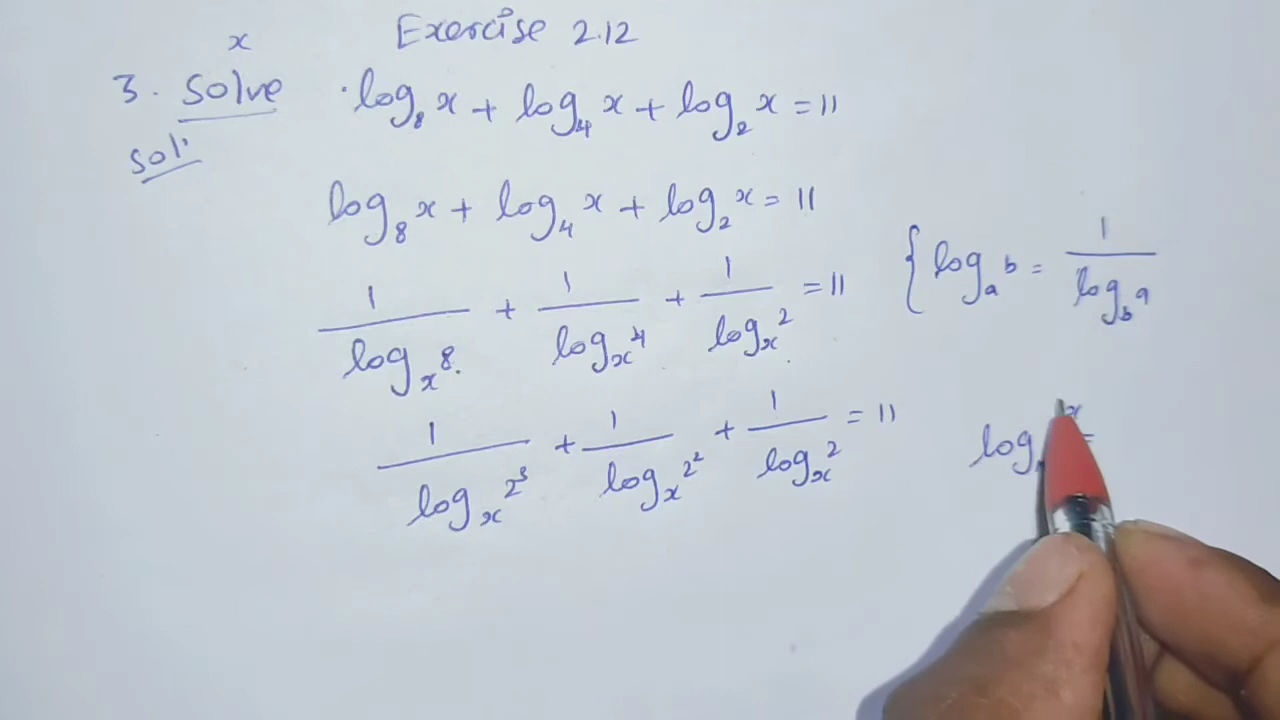 Exercise 2.12
x
3. Solve log₈ x + log₄ x + log₂ x = 11
Sol:
log₈ x + log₄ x + log₂ x = 11
1/logₓ 8 + 1/logₓ 4 + 1/logₓ 2 = 11 { logₐ b = 1/log_b a
1/logₓ 2³ + 1/logₓ 2² + 1/logₓ 2 = 11 log